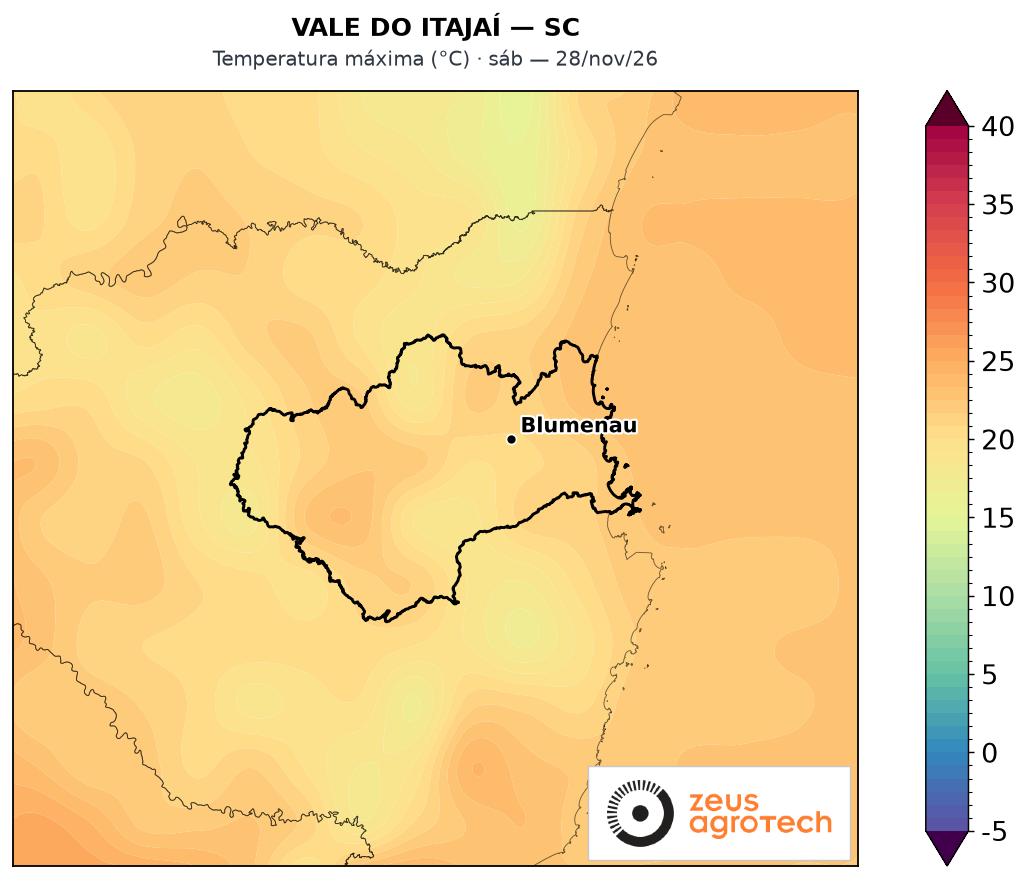 VALE DO ITAJAÍ — SC
Temperatura máxima (°C) · sáb — 28/nov/26
40
35
30
25
20
15
10
5
0
-5
Blumenau
zeus
agrotech